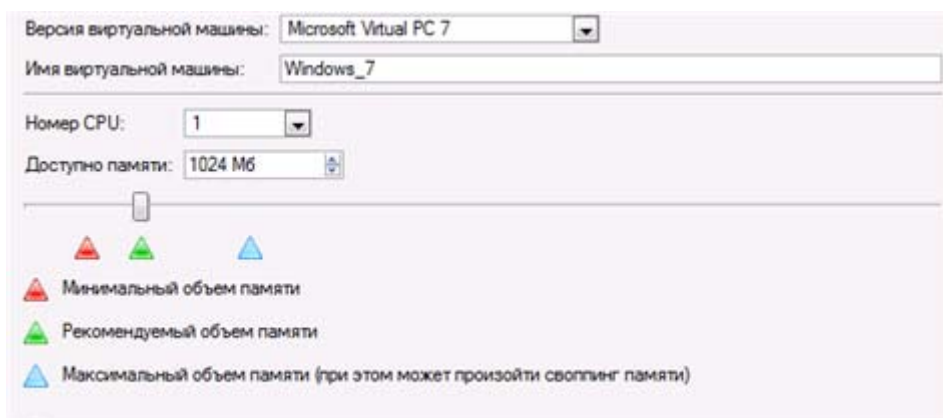 Версия виртуальной машины: Microsoft Virtual PC 7
Имя виртуальной машины: Windows_7
Номер CPU: 1
Доступно памяти: 1024 Мб
Минимальный объем памяти
Рекомендуемый объем памяти
Максимальный объем памяти (при этом может произойти своппинг памяти)